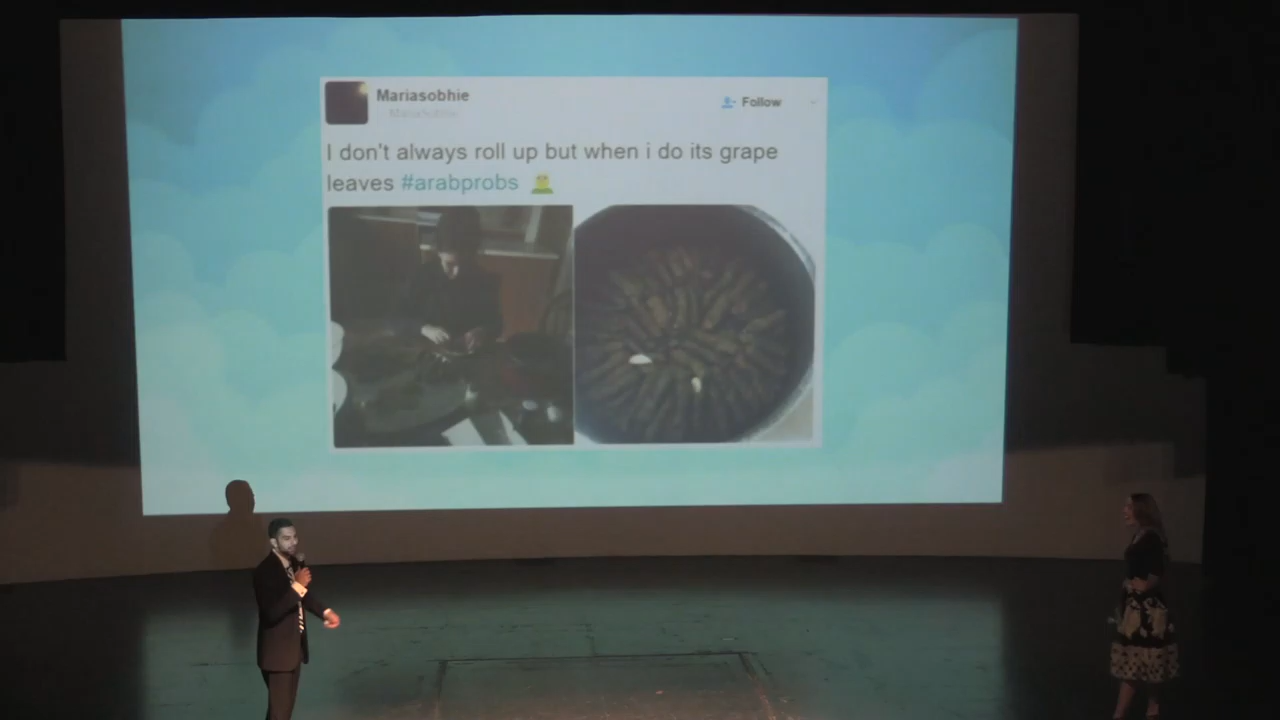 Mariasobhie
Follow
I don't always roll up but when i do its grape
leaves #arabprobs